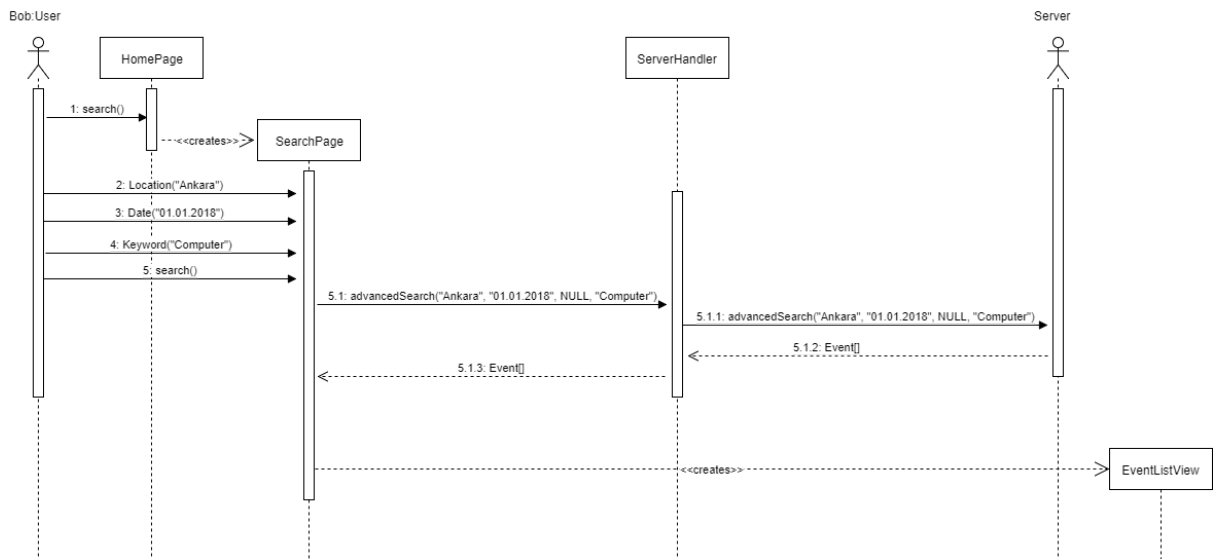 Bob:User
Server
HomePage
ServerHandler
1: search()
<<creates>>
SearchPage
2: Location("Ankara")
3: Date("01.01.2018")
4: Keyword("Computer")
5: search()
5.1: advancedSearch("Ankara", "01.01.2018", NULL, "Computer")
5.1.1: advancedSearch("Ankara", "01.01.2018", NULL, "Computer")
5.1.2: Event[]
5.1.3: Event[]
<<creates>>
EventListView